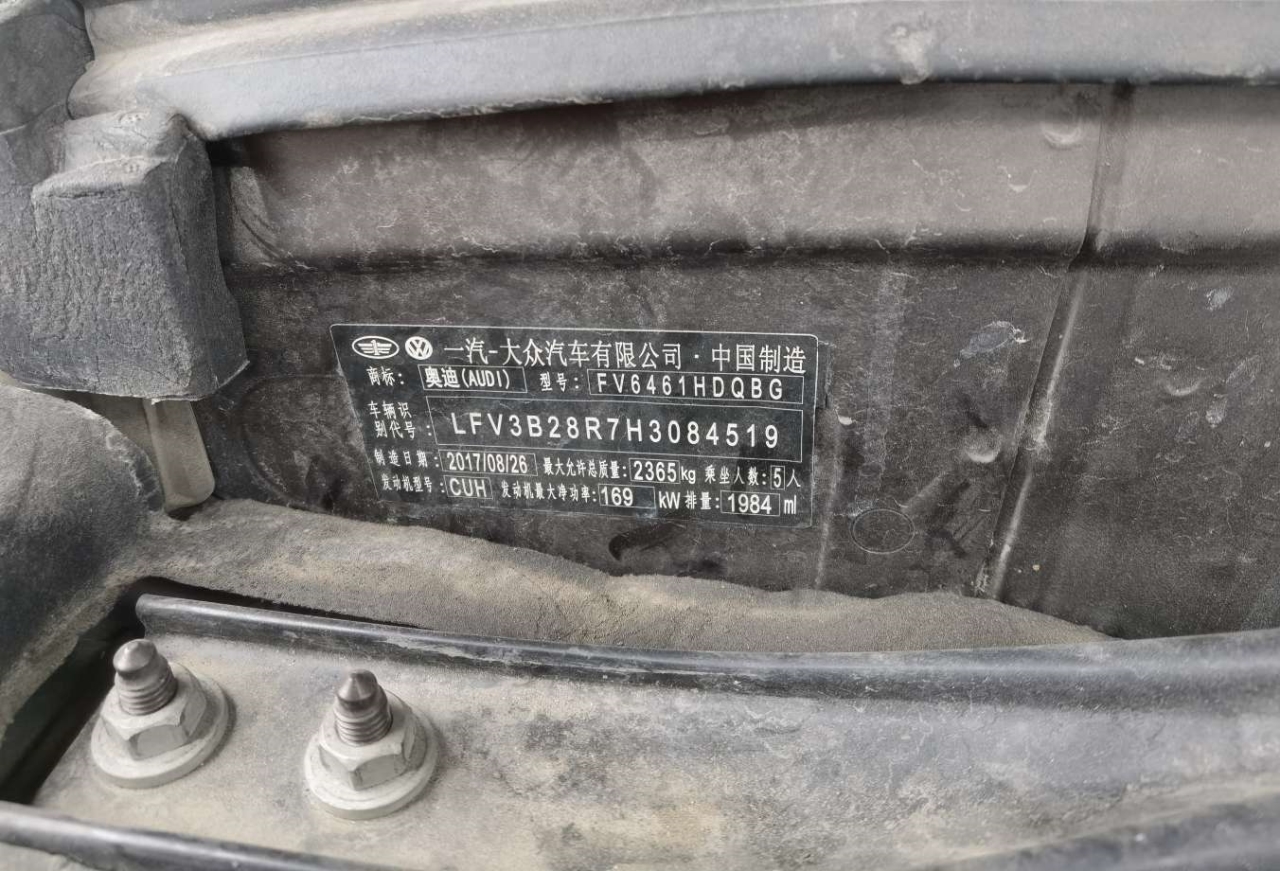 一汽-大众汽车有限公司·中国制造
商标: 奥迪(AUDI) 型号: FV6461HDQBG
车辆识别代号: LFV3B28R7H3084519
制造日期: 2017/08/26 最大允许总质量: 2365kg 乘坐人数: 5人
发动机型号: CUH 发动机最大净功率: 169 kW 排量: 1984 ml